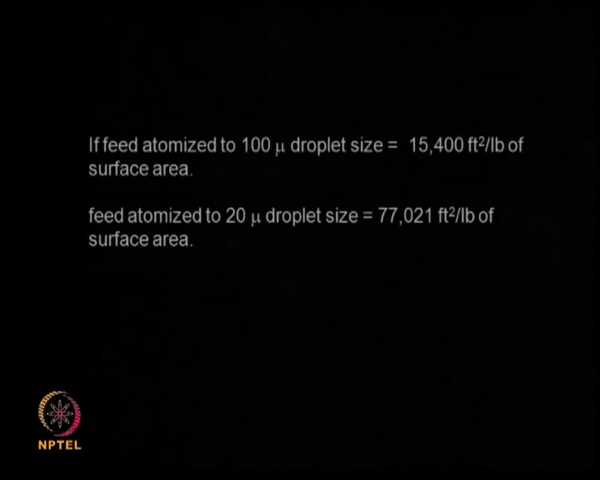 If feed atomized to 100 μ droplet size =  15,400 ft²/lb of
surface area.
feed atomized to 20 μ droplet size = 77,021 ft²/lb of
surface area.
NPTEL